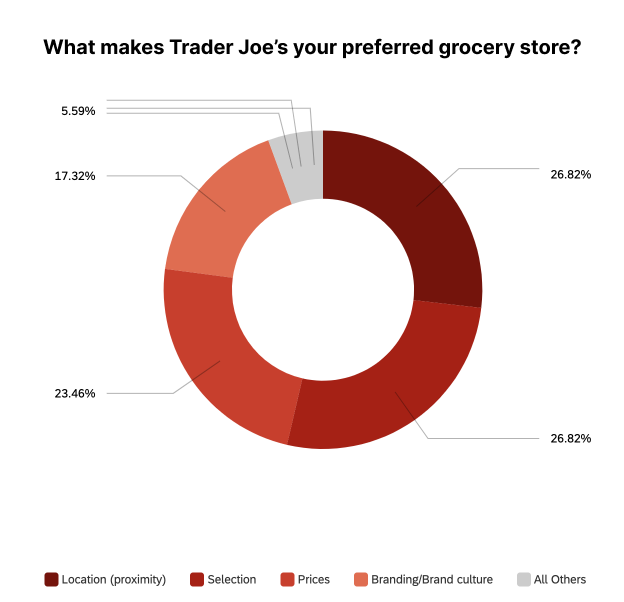 What makes Trader Joe’s your preferred grocery store?
5.59%
17.32%
26.82%
23.46%
26.82%
Location (proximity) Selection Prices Branding/Brand culture All Others